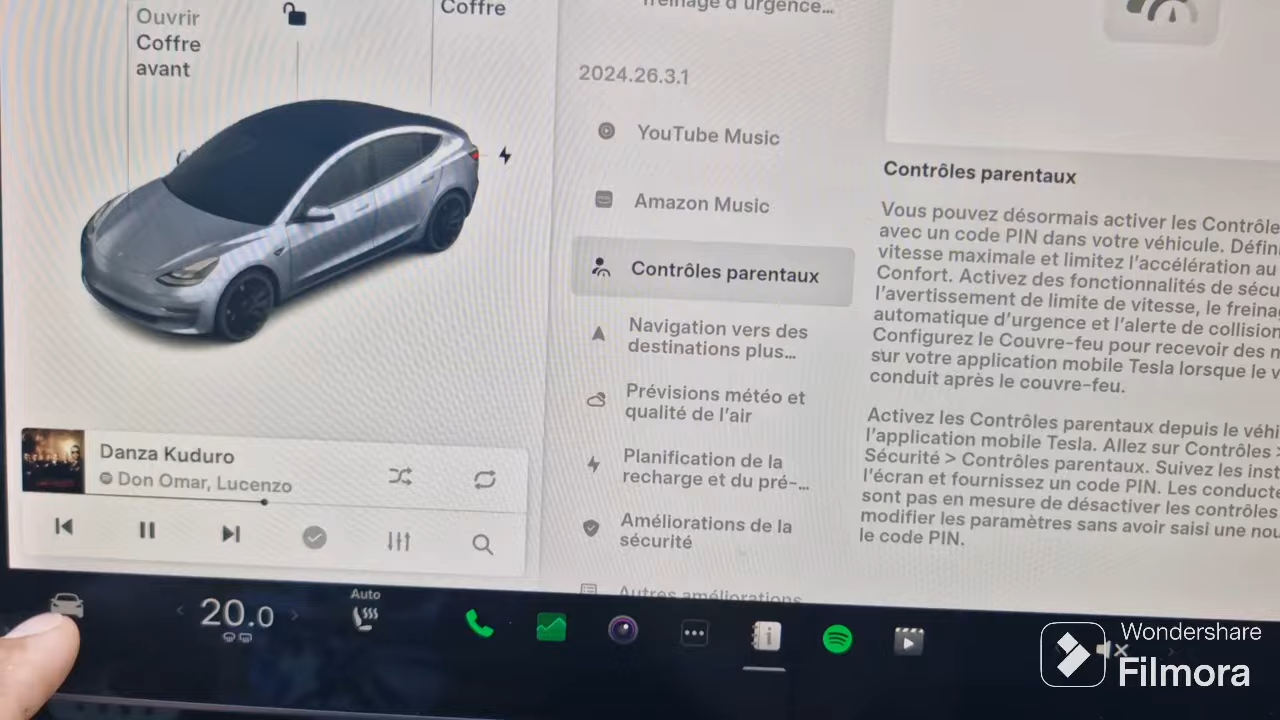 Ouvrir
Coffre
avant
Coffre
Danza Kuduro
Don Omar, Lucenzo
freinage d'urgence...
2024.26.3.1
YouTube Music
Amazon Music
Contrôles parentaux
Navigation vers des
destinations plus...
Prévisions météo et
qualité de l'air
Planification de la
recharge et du pré-...
Améliorations de la
sécurité
Autres améliorations
Contrôles parentaux
Vous pouvez désormais activer les Contrôle
avec un code PIN dans votre véhicule. Défin
vitesse maximale et limitez l'accélération au
Confort. Activez des fonctionnalités de sécu
l'avertissement de limite de vitesse, le freina
automatique d'urgence et l'alerte de collision
Configurez le Couvre-feu pour recevoir des
sur votre application mobile Tesla lorsque le v
conduit après le couvre-feu.
Activez les Contrôles parentaux depuis le véhi
l'application mobile Tesla. Allez sur Contrôles >
Sécurité > Contrôles parentaux. Suivez les inst
l'écran et fournissez un code PIN. Les conducte
sont pas en mesure de désactiver les contrôles
modifier les paramètres sans avoir saisi une nou
le code PIN.
20.0
Auto
Wondershare
Filmora